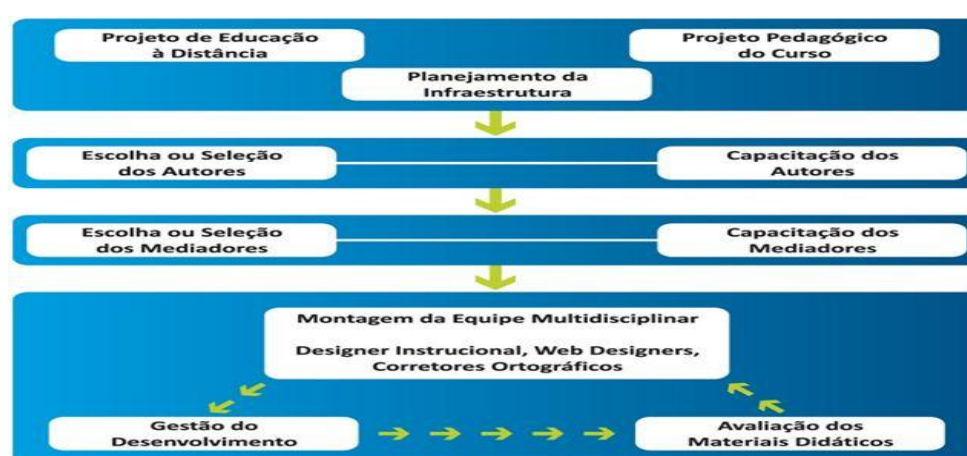 Projeto de Educação
à Distância
Projeto Pedagógico
do Curso
Planejamento da
Infraestrutura
Escolha ou Seleção
dos Autores
Capacitação dos
Autores
Escolha ou Seleção
dos Mediadores
Capacitação dos
Mediadores
Montagem da Equipe Multidisciplinar
Designer Instrucional, Web Designers,
Corretores Ortográficos
Gestão do
Desenvolvimento
Avaliação dos
Materiais Didáticos